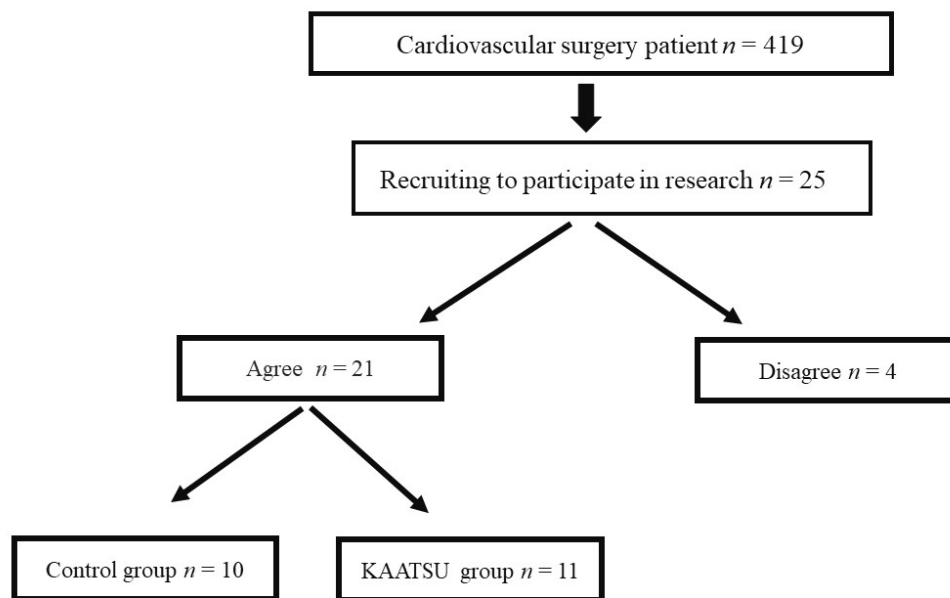 Cardiovascular surgery patient n = 419
Recruiting to participate in research n = 25
Agree n = 21
Disagree n = 4
Control group n = 10
KAATSU group n = 11